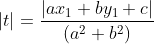 |t| = \frac{|ax_1 + by_1 + c|}{(a^2 + b^2)}